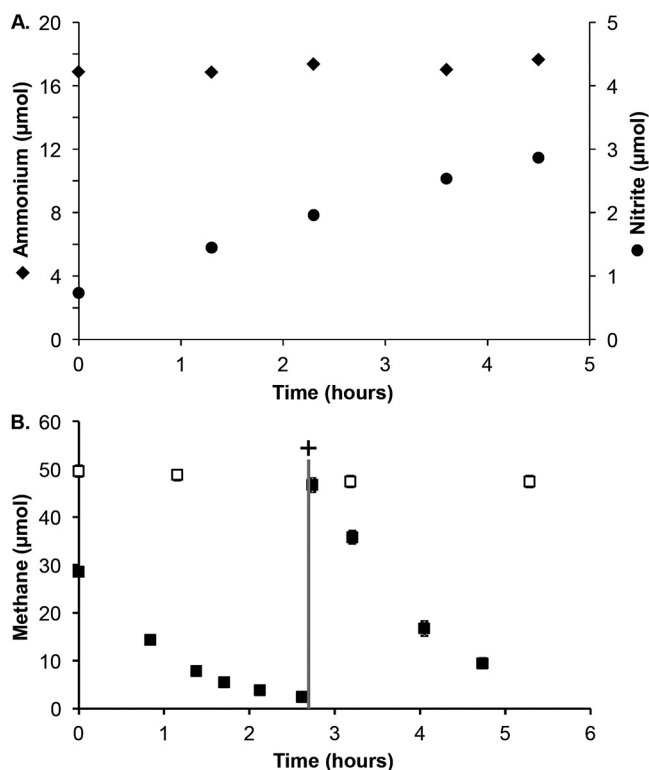 A.
20
16
12
8
4
0
◆ Ammonium (µmol)
5
4
3
2
1
0
● Nitrite (µmol)
0 1 2 3 4 5
Time (hours)
B.
60
50
40
30
20
10
0
Methane (µmol)
+
0 1 2 3 4 5 6
Time (hours)